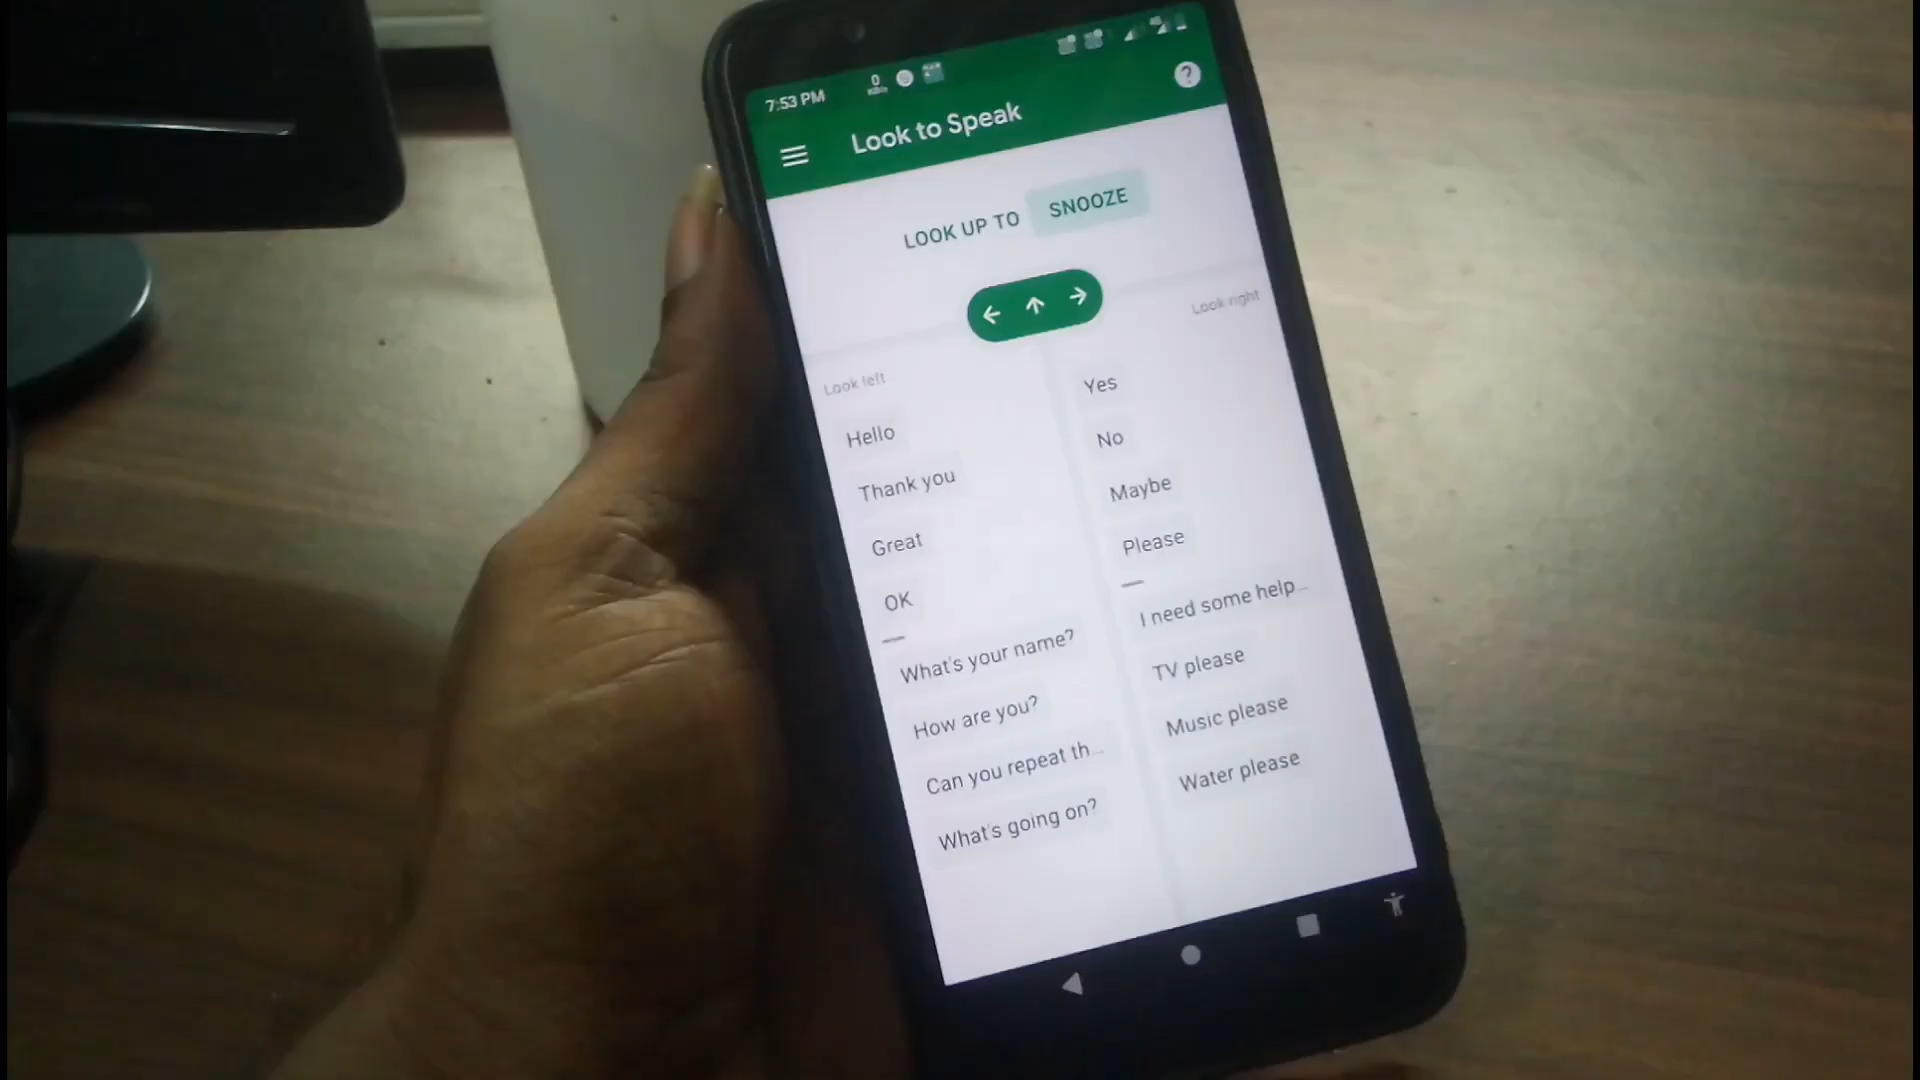 7:53 PM
0
KB/s
Look to Speak
?
LOOK UP TO SNOOZE
Look left
Look right
Hello
Thank you
Great
OK
What's your name?
How are you?
Can you repeat th...
What's going on?
Yes
No
Maybe
Please
I need some help...
TV please
Music please
Water please